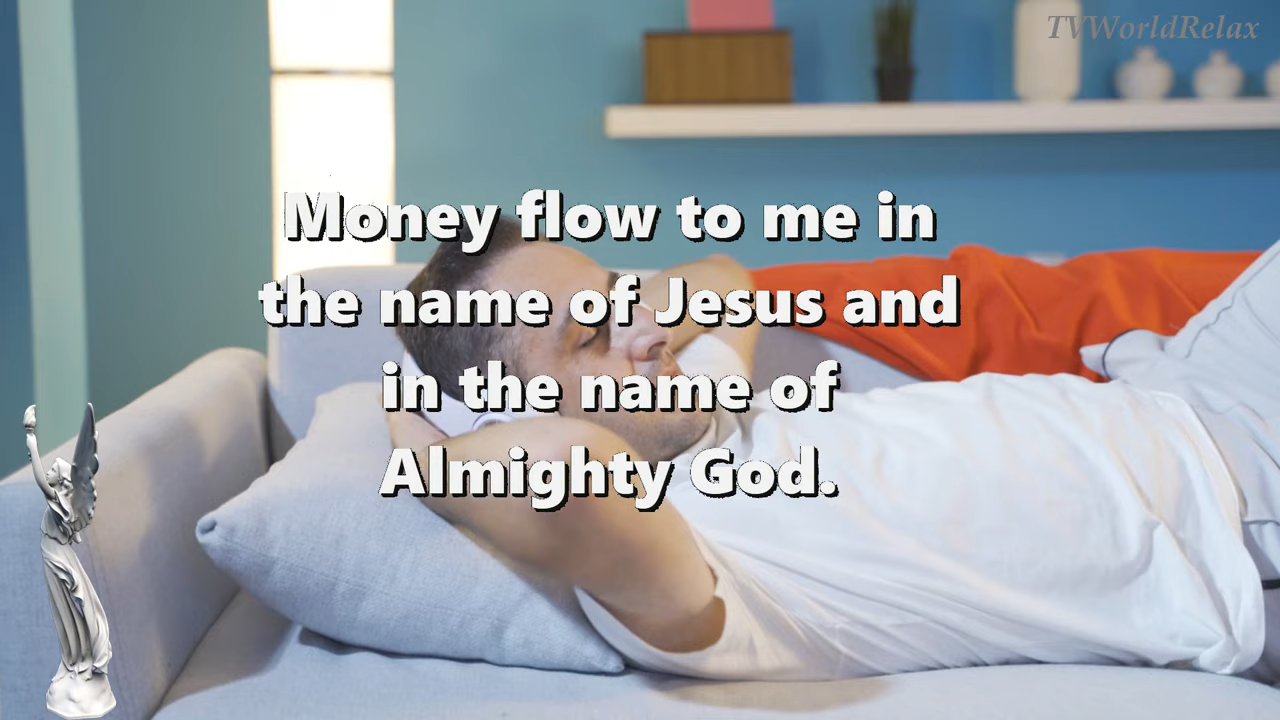 TVWorldRelax
Money flow to me in
the name of Jesus and
in the name of
Almighty God.